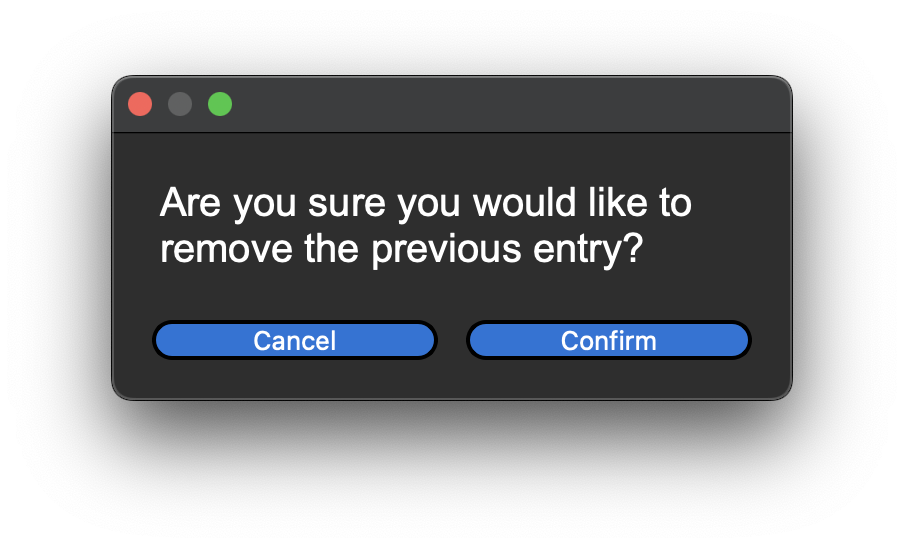 Are you sure you would like to
remove the previous entry?
Cancel
Confirm